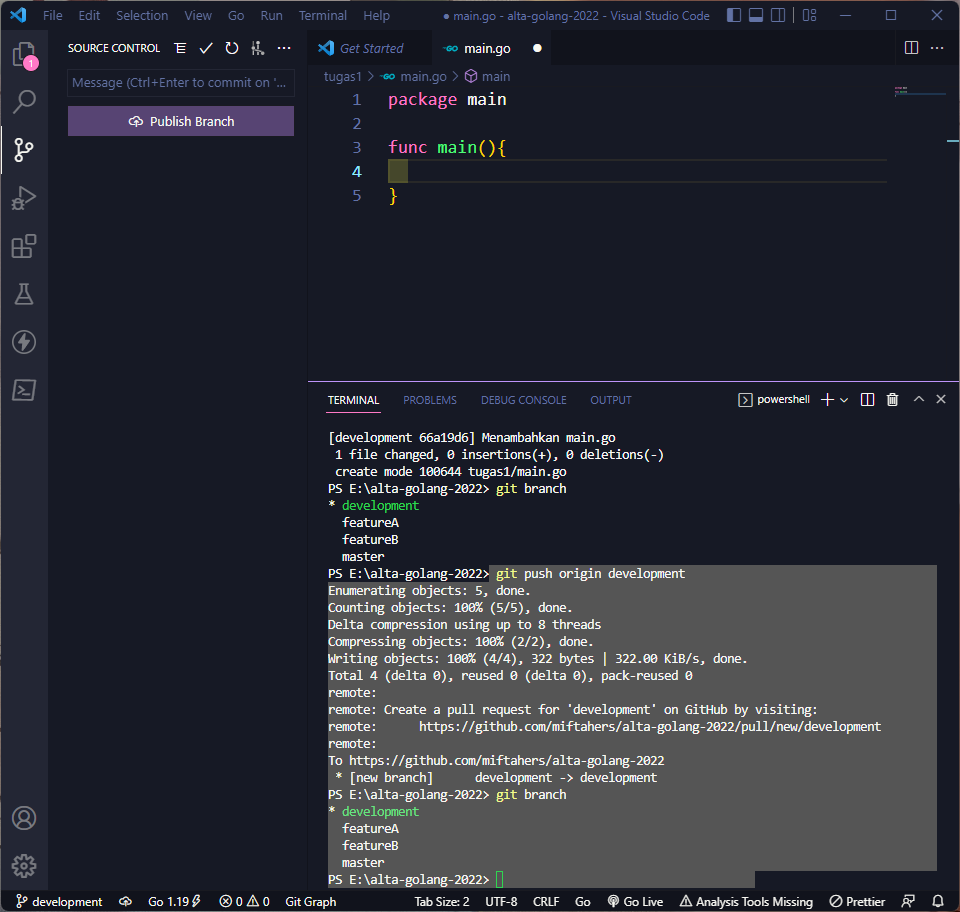 File Edit Selection View Go Run Terminal Help ● main.go - alta-golang-2022 - Visual Studio Code
SOURCE CONTROL
Get Started
main.go
1
Message (Ctrl+Enter to commit on '...
tugas1 > main.go > main
Publish Branch
1 package main
2
3 func main(){
4
5 }
TERMINAL PROBLEMS DEBUG CONSOLE OUTPUT powershell
[development 66a19d6] Menambahkan main.go
1 file changed, 0 insertions(+), 0 deletions(-)
create mode 100644 tugas1/main.go
PS E:\alta-golang-2022> git branch
* development
featureA
featureB
master
PS E:\alta-golang-2022> git push origin development
Enumerating objects: 5, done.
Counting objects: 100% (5/5), done.
Delta compression using up to 8 threads
Compressing objects: 100% (2/2), done.
Writing objects: 100% (4/4), 322 bytes | 322.00 KiB/s, done.
Total 4 (delta 0), reused 0 (delta 0), pack-reused 0
remote:
remote: Create a pull request for 'development' on GitHub by visiting:
remote: https://github.com/miftahers/alta-golang-2022/pull/new/development
remote:
To https://github.com/miftahers/alta-golang-2022
* [new branch] development -> development
PS E:\alta-golang-2022> git branch
* development
featureA
featureB
master
PS E:\alta-golang-2022>
development Go 1.19 0 0 Git Graph Tab Size: 2 UTF-8 CRLF Go Go Live Analysis Tools Missing Prettier